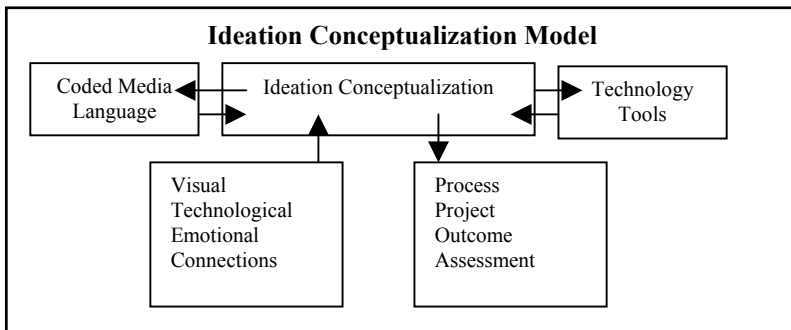 Ideation Conceptualization Model
Coded Media
Language
Ideation Conceptualization
Technology
Tools
Visual
Technological
Emotional
Connections
Process
Project
Outcome
Assessment